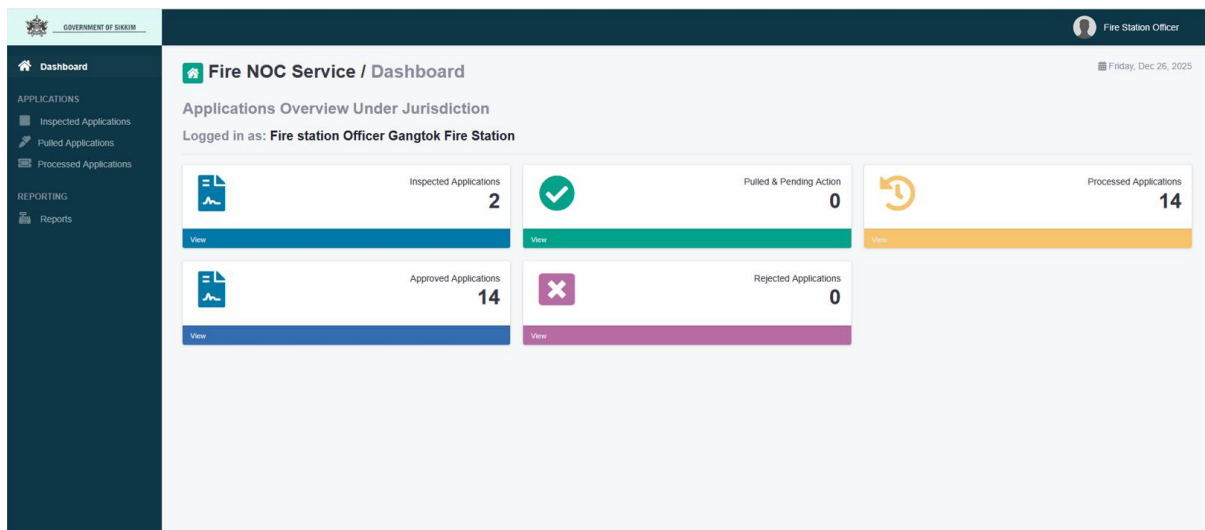 GOVERNMENT OF SIKKIM
Fire Station Officer
Dashboard
APPLICATIONS
Inspected Applications
Pulled Applications
Processed Applications
REPORTING
Reports
Fire NOC Service / Dashboard
Friday, Dec 26, 2025
Applications Overview Under Jurisdiction
Logged in as: Fire station Officer Gangtok Fire Station
Inspected Applications
2
View
Pulled & Pending Action
0
View
Processed Applications
14
View
Approved Applications
14
View
Rejected Applications
0
View